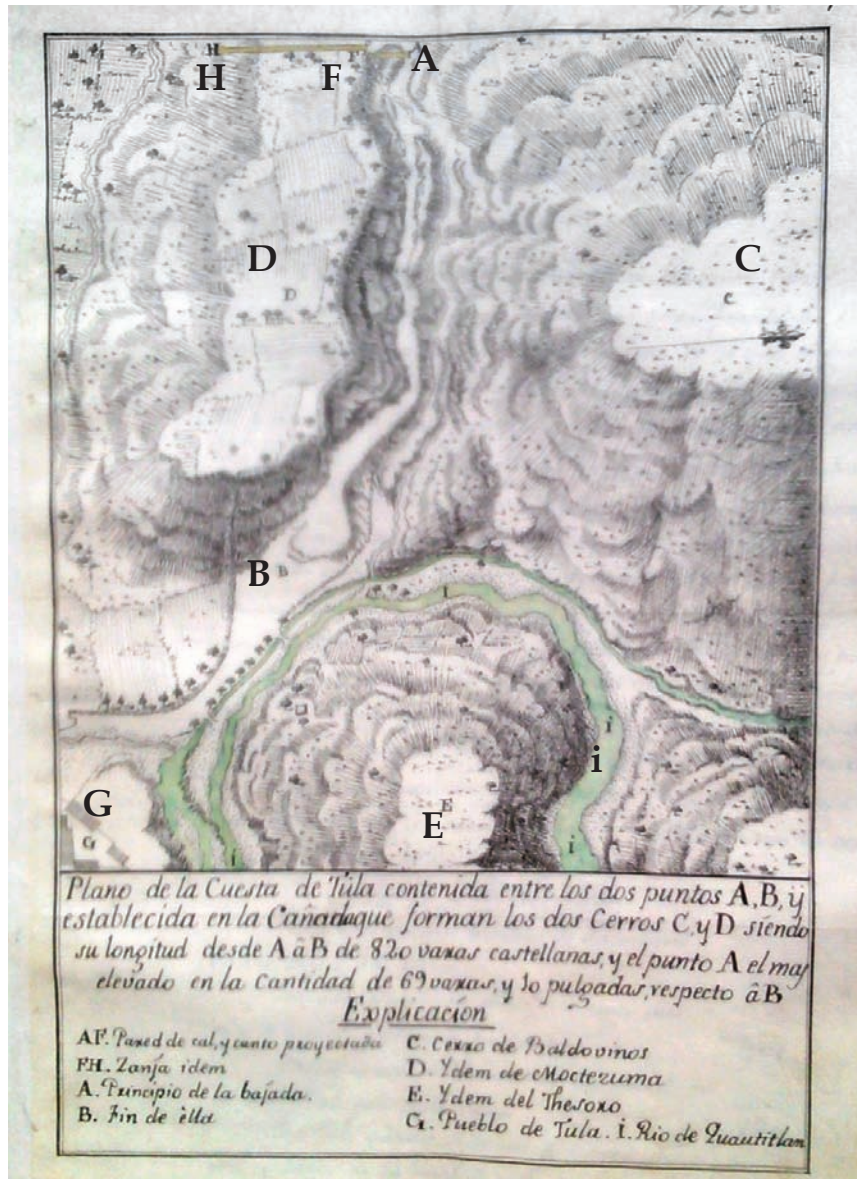 H
F
A
H
F
D
C
D
C
B
B
i
i
i
G
E
E
G
i
i
Plano de la Cuesta de Tula contenida entre los dos puntos A, B, ÿ
establecida en la Cañada que forman los dos Cerros C, y D siendo
su longitud desde A â B de 820 varas castellanas, y el punto A el mas
elevado en la Cantidad de 69 varas, y 10 pulgadas, respecto â B
Explicacion
AF. Pared de cal, y canto proyectada
FH. Zanja idem
A. Principio de la bajada.
B. Fin de èlla
C. Cerro de Baldovinos
D. Ydem de Moctezuma
E. Ydem del Thesoro
G. Pueblo de Tula. i. Rio de Quautitlan